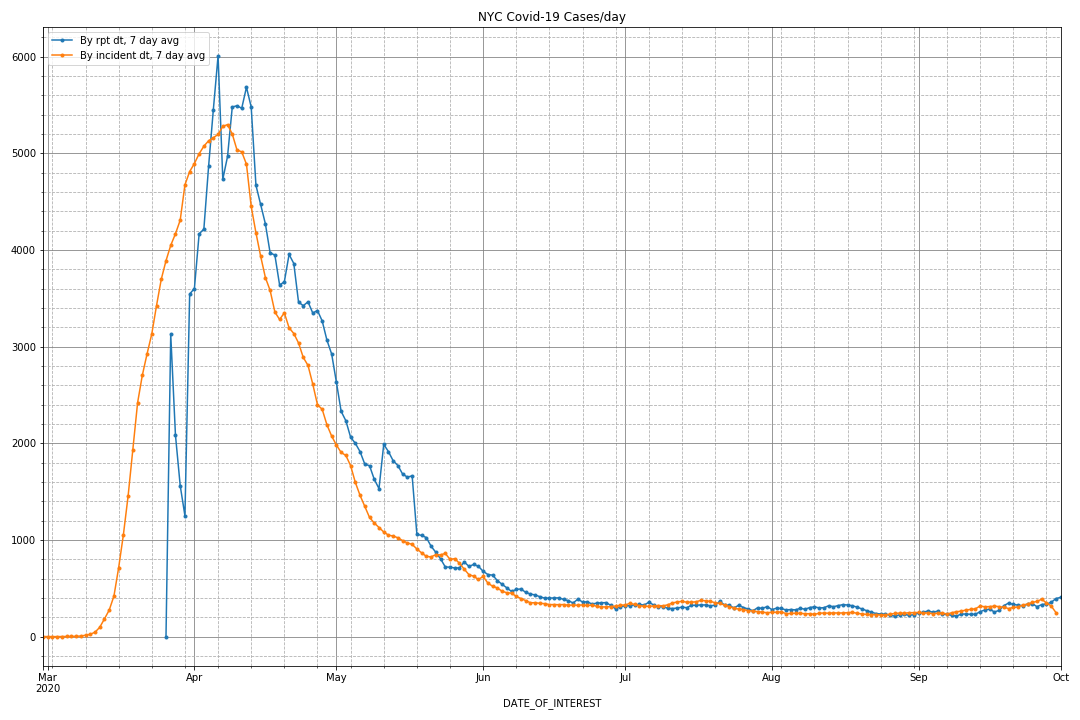 NYC Covid-19 Cases/day
By rpt dt, 7 day avg
By incident dt, 7 day avg
6000
5000
4000
3000
2000
1000
0
Mar Apr May Jun Jul Aug Sep Oct
2020
DATE_OF_INTEREST